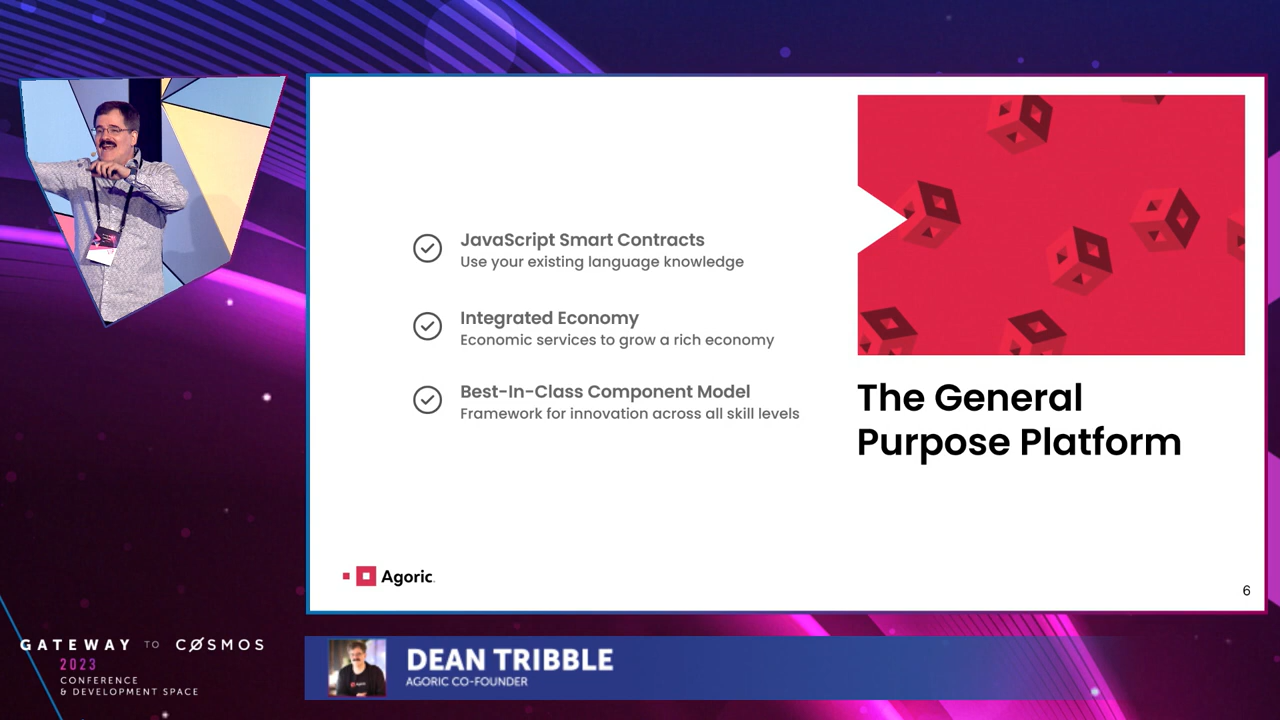 JavaScript Smart Contracts
Use your existing language knowledge
Integrated Economy
Economic services to grow a rich economy
Best-In-Class Component Model
Framework for innovation across all skill levels
The General
Purpose Platform
Agoric
6
GATEWAY TO CØSMOS
2023
CONFERENCE
& DEVELOPMENT SPACE
DEAN TRIBBLE
AGORIC CO-FOUNDER